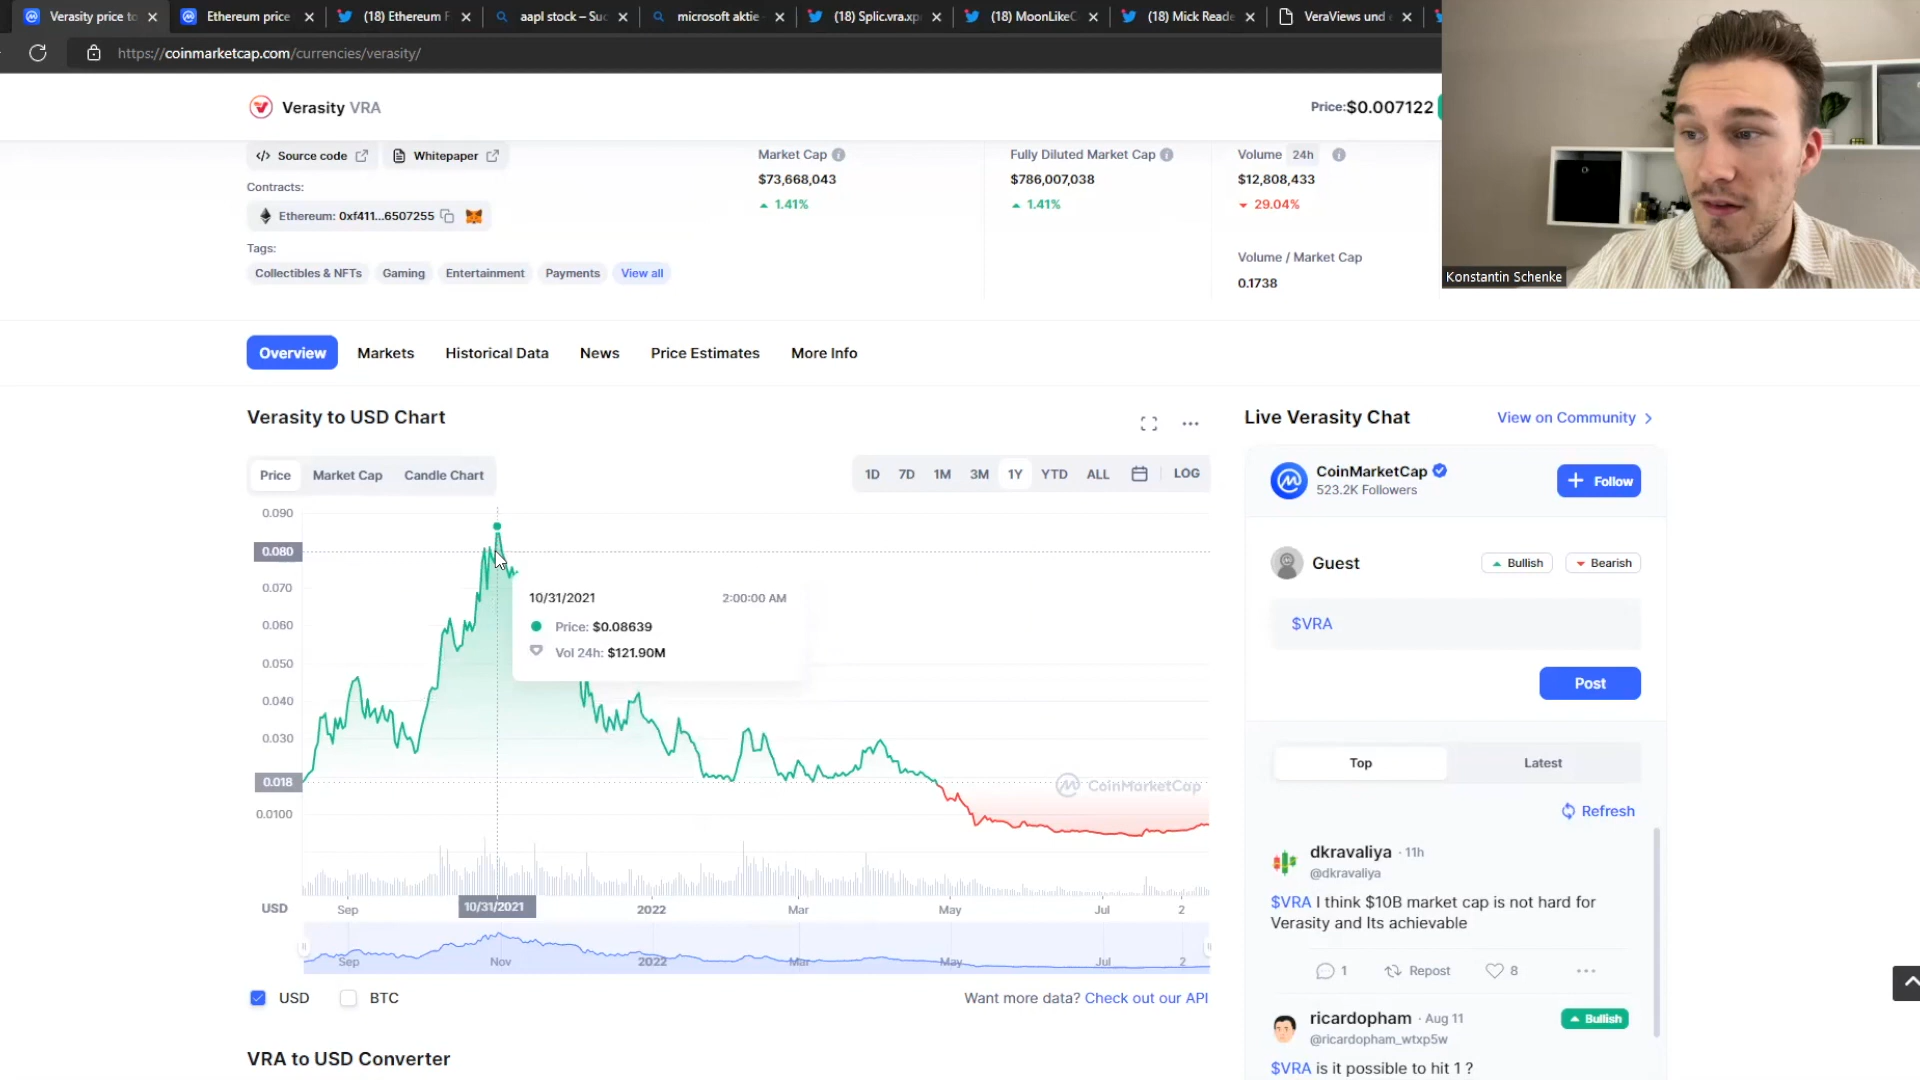 Verasity price to
Ethereum price
(18) Ethereum F
aapl stock – Suc
microsoft aktie -
(18) Splic.vra.xp
(18) MoonLikeC
(18) Mick Reade
VeraViews und
https://coinmarketcap.com/currencies/verasity/
Verasity VRA
Price:$0.007122
Source code
Whitepaper
Contracts:
Ethereum: 0xf411...6507255
Tags:
Collectibles & NFTs
Gaming
Entertainment
Payments
View all
Market Cap
$73,668,043
1.41%
Fully Diluted Market Cap
$786,007,038
1.41%
Volume 24h
$12,808,433
29.04%
Volume / Market Cap
0.1738
Konstantin Schenke
Overview
Markets
Historical Data
News
Price Estimates
More Info
Verasity to USD Chart
Price
Market Cap
Candle Chart
1D
7D
1M
3M
1Y
YTD
ALL
LOG
0.090
0.080
0.070
0.060
0.050
0.040
0.030
0.018
0.0100
10/31/2021 2:00:00 AM
Price: $0.08639
Vol 24h: $121.90M
CoinMarketCap
USD
Sep
10/31/2021
2022
Mar
May
Jul
2
Sep
Nov
2022
Mar
May
Jul
2
USD
BTC
Want more data? Check out our API
VRA to USD Converter
Live Verasity Chat
View on Community
CoinMarketCap
523.2K Followers
Follow
Guest
Bullish
Bearish
$VRA
Post
Top
Latest
Refresh
dkravaliya · 11h
@dkravaliya
$VRA I think $10B market cap is not hard for
Verasity and Its achievable
1
Repost
8
ricardopham · Aug 11
Bullish
@ricardopham_wtxp5w
$VRA is it possible to hit 1 ?